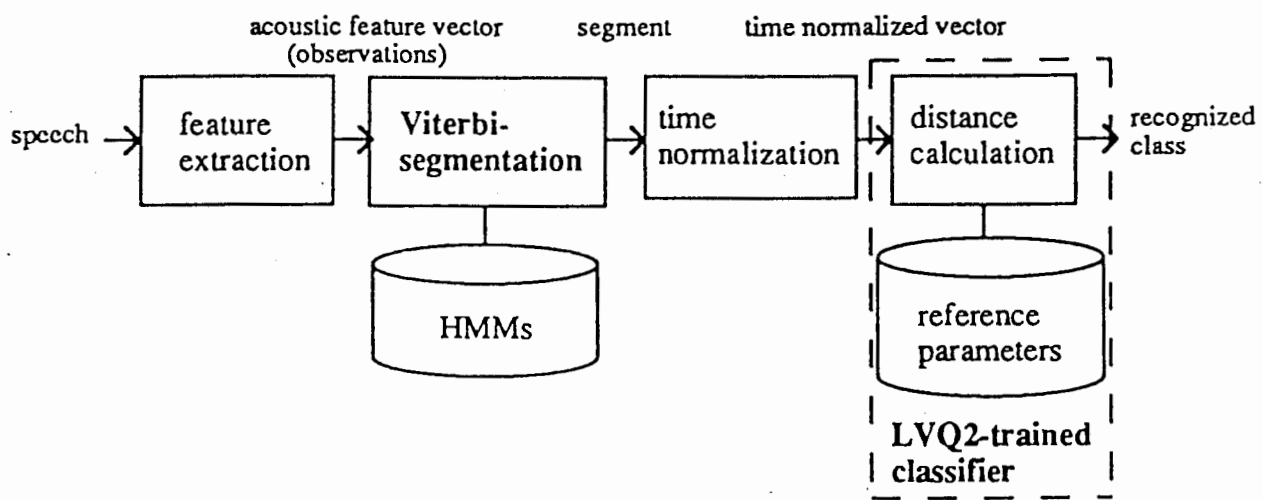 acoustic feature vector
(observations)
segment
time normalized vector
speech
feature
extraction
Viterbi-
segmentation
time
normalization
distance
calculation
recognized
class
HMMs
reference
parameters
LVQ2-trained
classifier